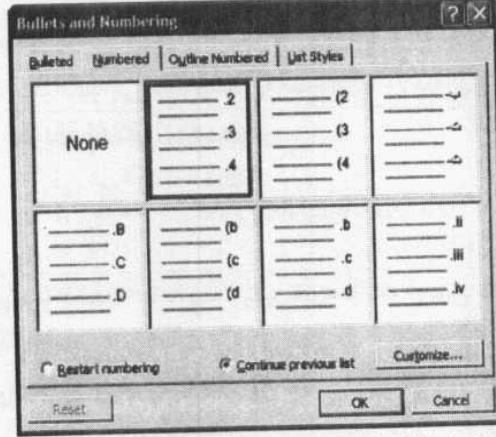 Bullets and Numbering
Bulleted Numbered Outline Numbered List Styles
None
.2
.3
.4
(2
(3
(4
.B
.C
.D
(b
(c
(d
.b
.c
.d
.ii
.iii
.iv
Restart numbering Continue previous list Customize...
Reset OK Cancel